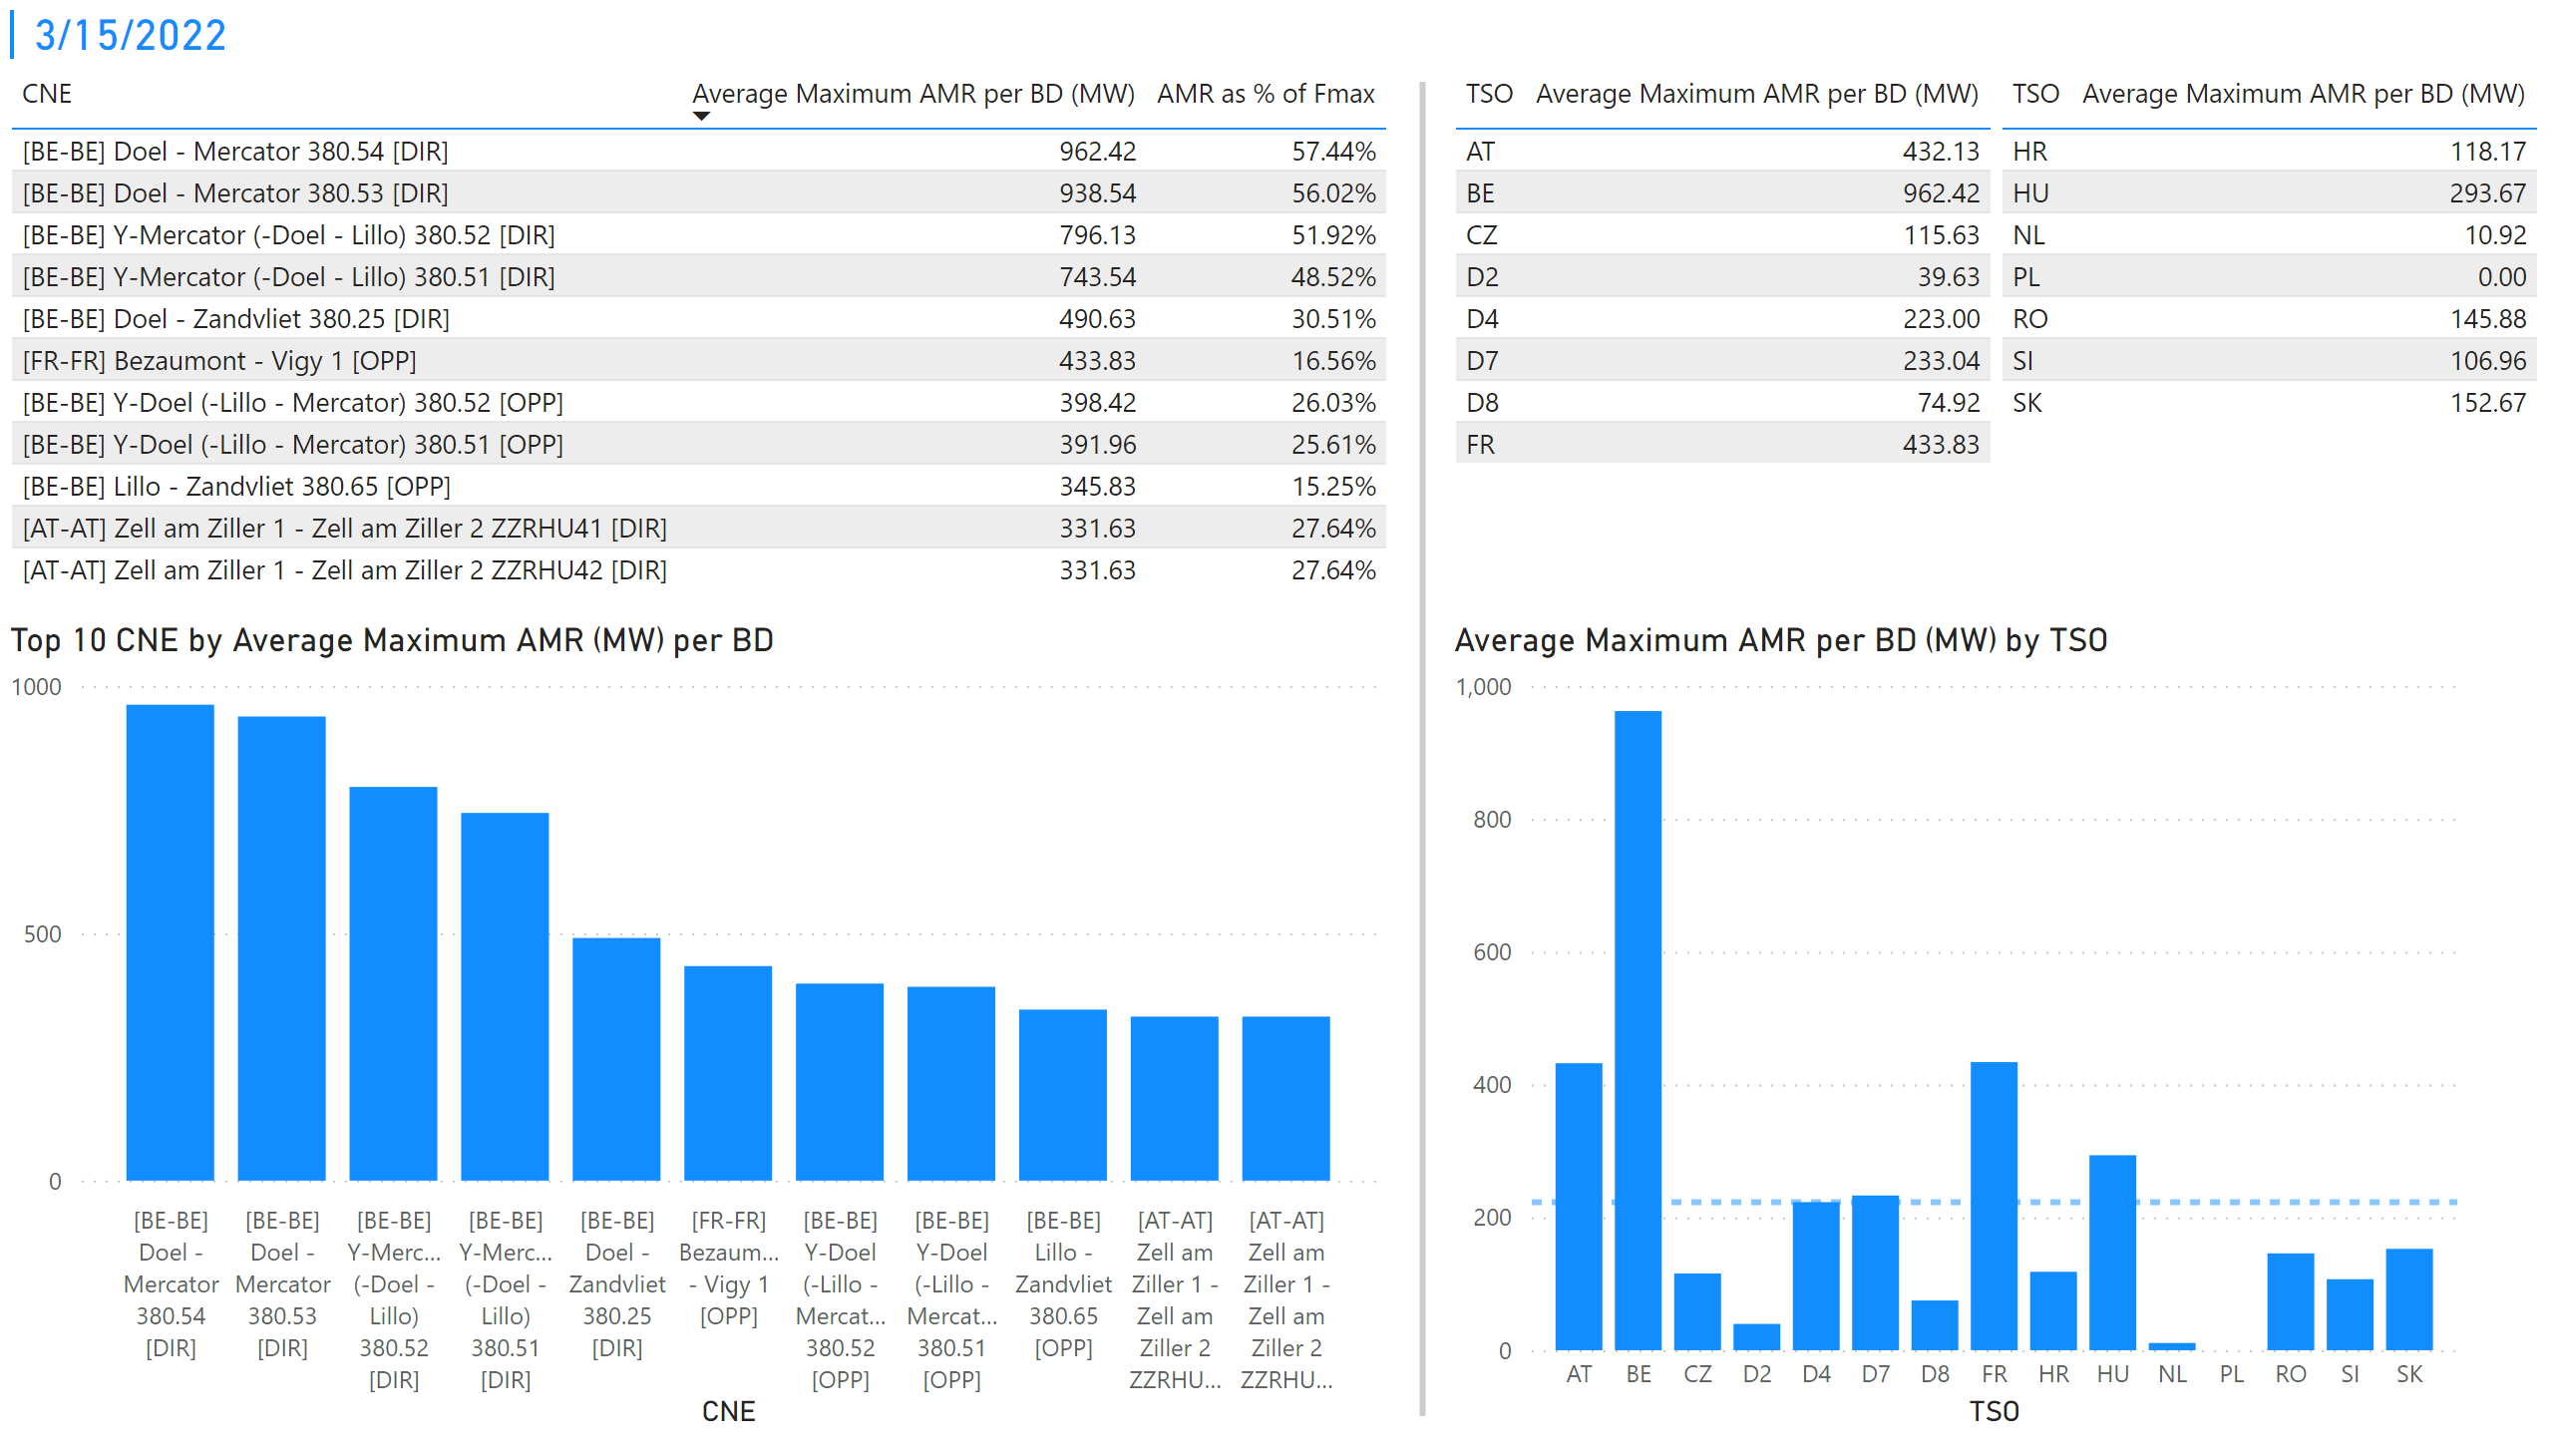 3/15/2022
CNE Average Maximum AMR per BD (MW) AMR as % of Fmax
[BE-BE] Doel - Mercator 380.54 [DIR] 962.42 57.44%
[BE-BE] Doel - Mercator 380.53 [DIR] 938.54 56.02%
[BE-BE] Y-Mercator (-Doel - Lillo) 380.52 [DIR] 796.13 51.92%
[BE-BE] Y-Mercator (-Doel - Lillo) 380.51 [DIR] 743.54 48.52%
[BE-BE] Doel - Zandvliet 380.25 [DIR] 490.63 30.51%
[FR-FR] Bezaumont - Vigy 1 [OPP] 433.83 16.56%
[BE-BE] Y-Doel (-Lillo - Mercator) 380.52 [OPP] 398.42 26.03%
[BE-BE] Y-Doel (-Lillo - Mercator) 380.51 [OPP] 391.96 25.61%
[BE-BE] Lillo - Zandvliet 380.65 [OPP] 345.83 15.25%
[AT-AT] Zell am Ziller 1 - Zell am Ziller 2 ZZRHU41 [DIR] 331.63 27.64%
[AT-AT] Zell am Ziller 1 - Zell am Ziller 2 ZZRHU42 [DIR] 331.63 27.64%
TSO Average Maximum AMR per BD (MW)
AT 432.13
BE 962.42
CZ 115.63
D2 39.63
D4 223.00
D7 233.04
D8 74.92
FR 433.83
TSO Average Maximum AMR per BD (MW)
HR 118.17
HU 293.67
NL 10.92
PL 0.00
RO 145.88
SI 106.96
SK 152.67
Top 10 CNE by Average Maximum AMR (MW) per BD
1000
500
0
[BE-BE]
Doel -
Mercator
380.54
[DIR]
[BE-BE]
Doel -
Mercator
380.53
[DIR]
[BE-BE]
Y-Merc...
(-Doel -
Lillo)
380.52
[DIR]
[BE-BE]
Y-Merc...
(-Doel -
Lillo)
380.51
[DIR]
[BE-BE]
Doel -
Zandvliet
380.25
[DIR]
[FR-FR]
Bezaum...
- Vigy 1
[OPP]
[BE-BE]
Y-Doel
(-Lillo -
Mercat...
380.52
[OPP]
[BE-BE]
Y-Doel
(-Lillo -
Mercat...
380.51
[OPP]
[BE-BE]
Lillo -
Zandvliet
380.65
[OPP]
[AT-AT]
Zell am
Ziller 1 -
Zell am
Ziller 2
ZZRHU...
[AT-AT]
Zell am
Ziller 1 -
Zell am
Ziller 2
ZZRHU...
CNE
Average Maximum AMR per BD (MW) by TSO
1,000
800
600
400
200
0
AT BE CZ D2 D4 D7 D8 FR HR HU NL PL RO SI SK
TSO